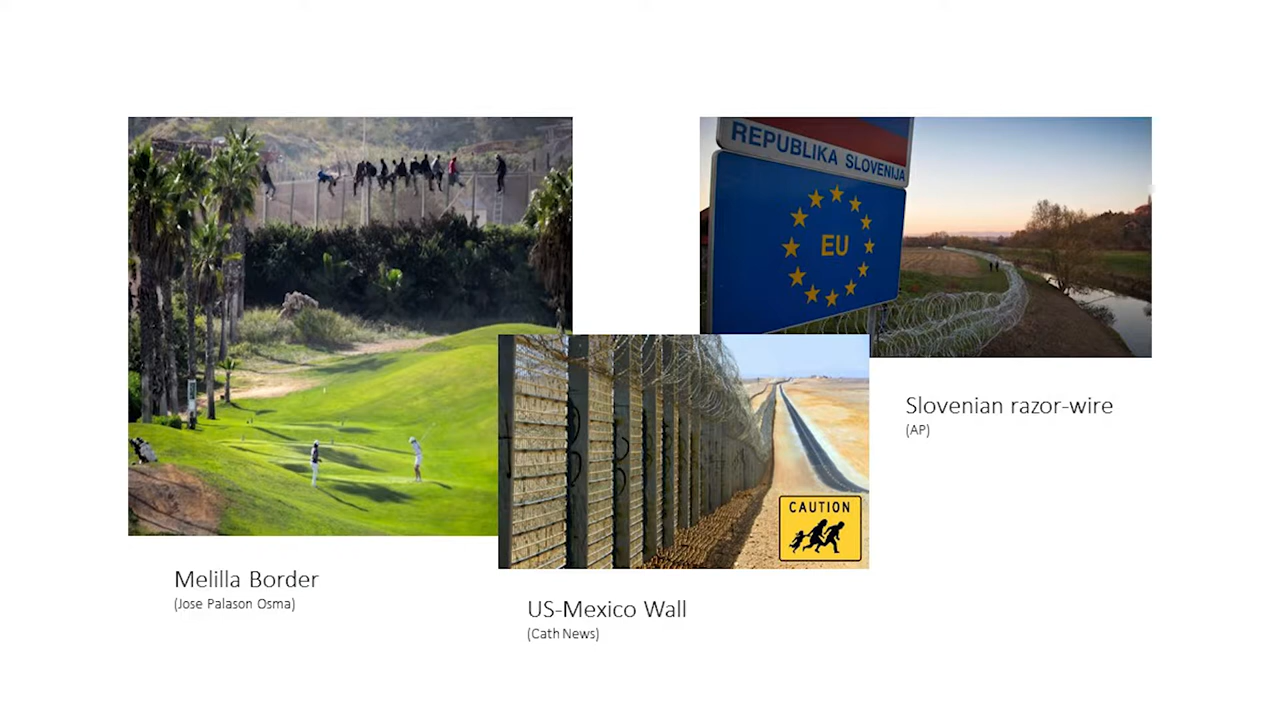 REPUBLIKA SLOVENIJA
EU
CAUTION
Slovenian razor-wire
(AP)
Melilla Border
(Jose Palason Osma)
US-Mexico Wall
(Cath News)